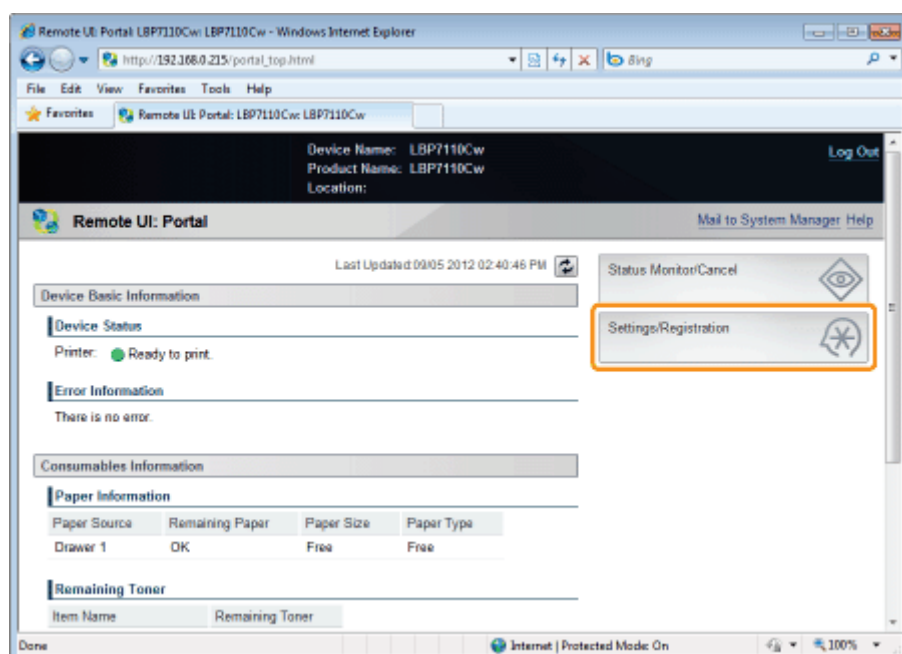 Remote UI: Portal: LBP7110Cw: LBP7110Cw - Windows Internet Explorer
http://192.168.0.215/portal_top.html
Bing
File Edit View Favorites Tools Help
Favorites
Remote UI: Portal: LBP7110Cw: LBP7110Cw
Device Name: LBP7110Cw
Product Name: LBP7110Cw
Location:
Log Out
Remote UI: Portal
Mail to System Manager Help
Last Updated:09/05 2012 02:40:46 PM
Status Monitor/Cancel
Device Basic Information
Device Status
Settings/Registration
Printer: Ready to print.
Error Information
There is no error.
Consumables Information
Paper Information
Paper Source Remaining Paper Paper Size Paper Type
Drawer 1 OK Free Free
Remaining Toner
Item Name Remaining Toner
Done
Internet | Protected Mode: On
100%